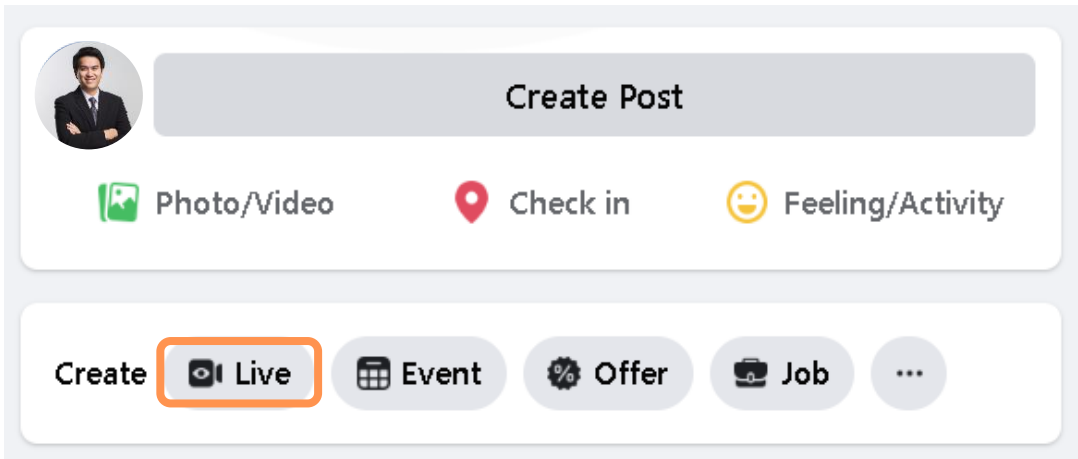 Create Post
Photo/Video Check in Feeling/Activity
Create Live Event Offer Job ...